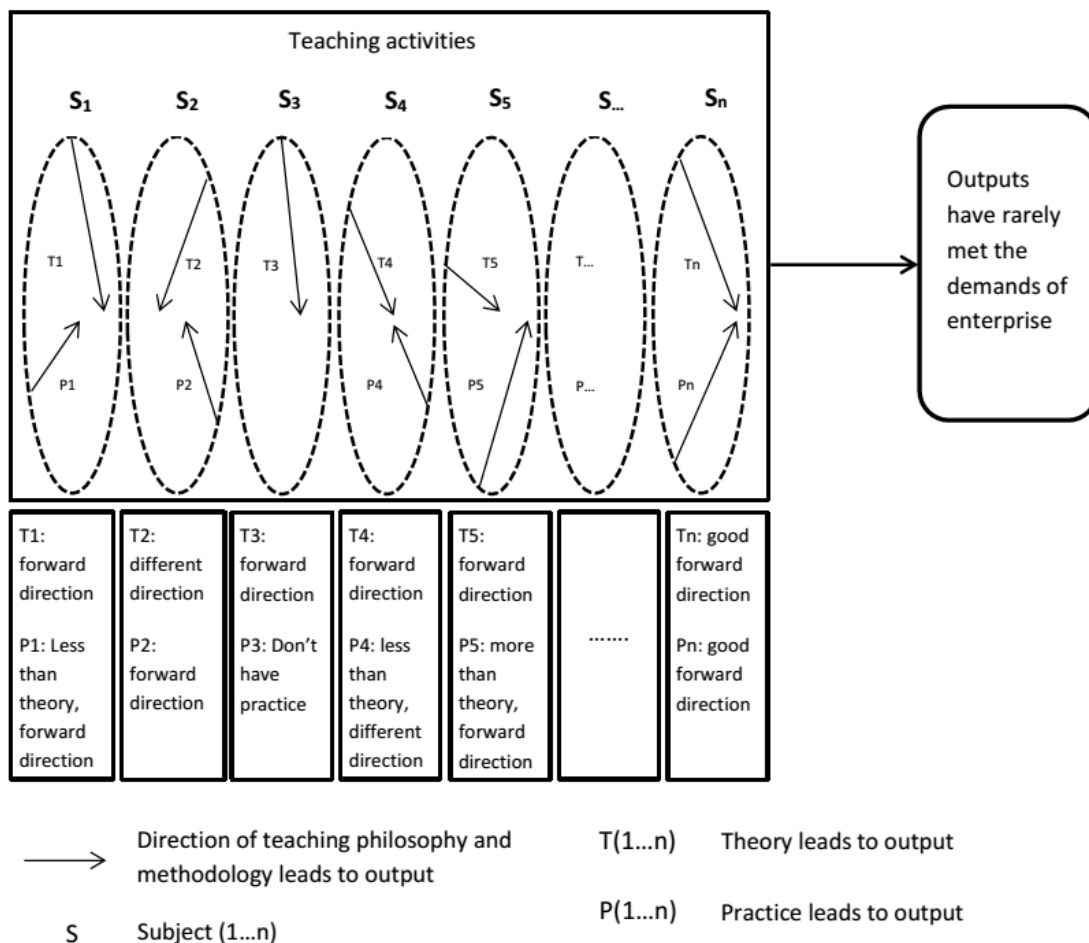 Teaching activities
S1 S2 S3 S4 S5 S... Sn
T1 T2 T3 T4 T5 T... Tn
P1 P2 P4 P5 P... Pn
Outputs
have rarely
met the
demands of
enterprise
T1:
forward
direction
P1: Less
than
theory,
forward
direction
T2:
different
direction
P2:
forward
direction
T3:
forward
direction
P3: Don't
have
practice
T4:
forward
direction
P4: less
than
theory,
different
direction
T5:
forward
direction
P5: more
than
theory,
forward
direction
.......
Tn: good
forward
direction
Pn: good
forward
direction
Direction of teaching philosophy and
methodology leads to output
S Subject (1...n)
T(1...n) Theory leads to output
P(1...n) Practice leads to output